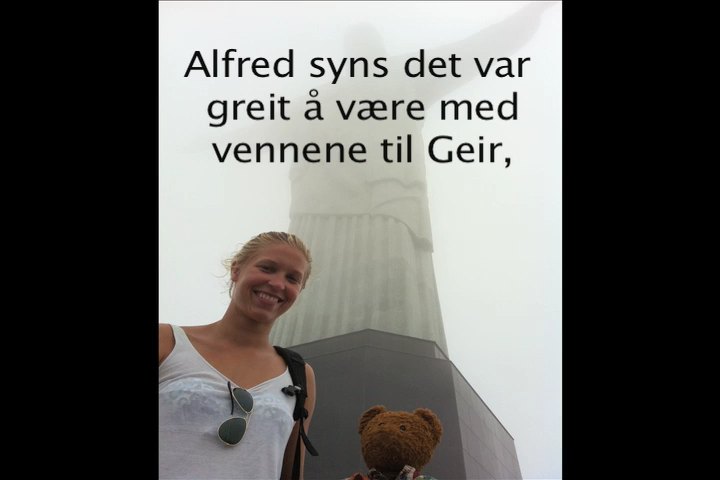 Alfred syns det var
greit å være med
vennene til Geir,